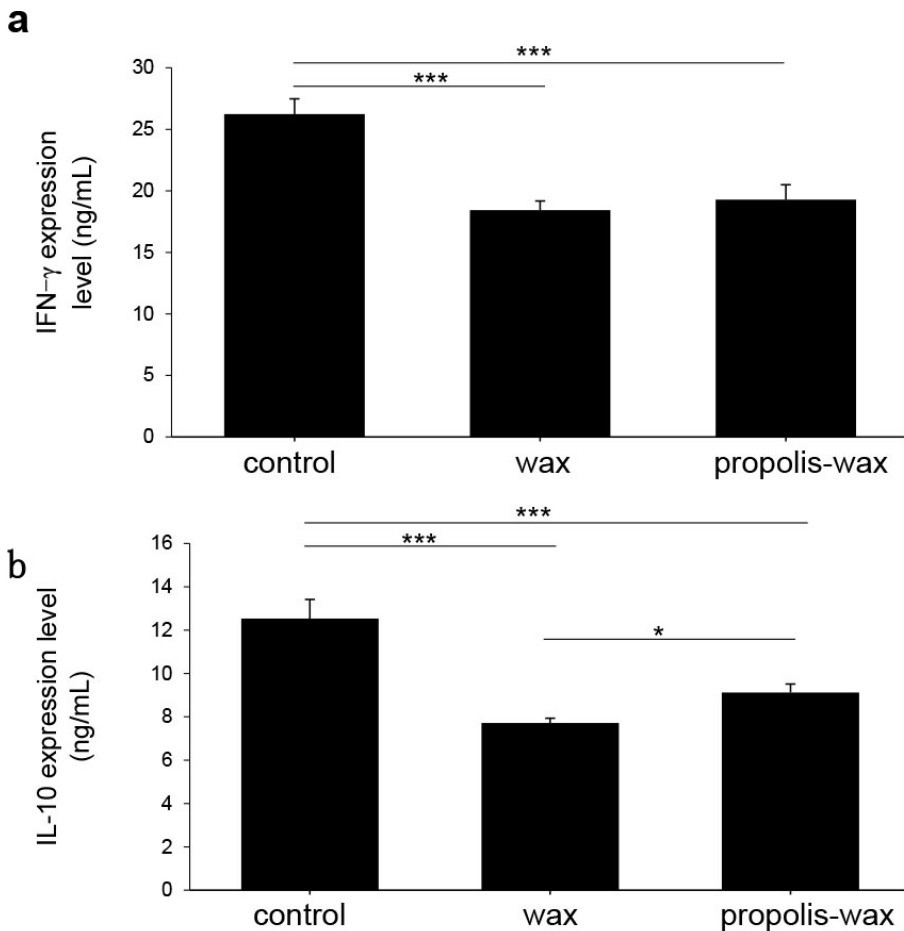 a
***
***
30
25
20
15
10
5
0
IFN-γ expression
level (ng/mL)
control wax propolis-wax
b
***
***
*
16
14
12
10
8
6
4
2
0
IL-10 expression level
(ng/mL)
control wax propolis-wax